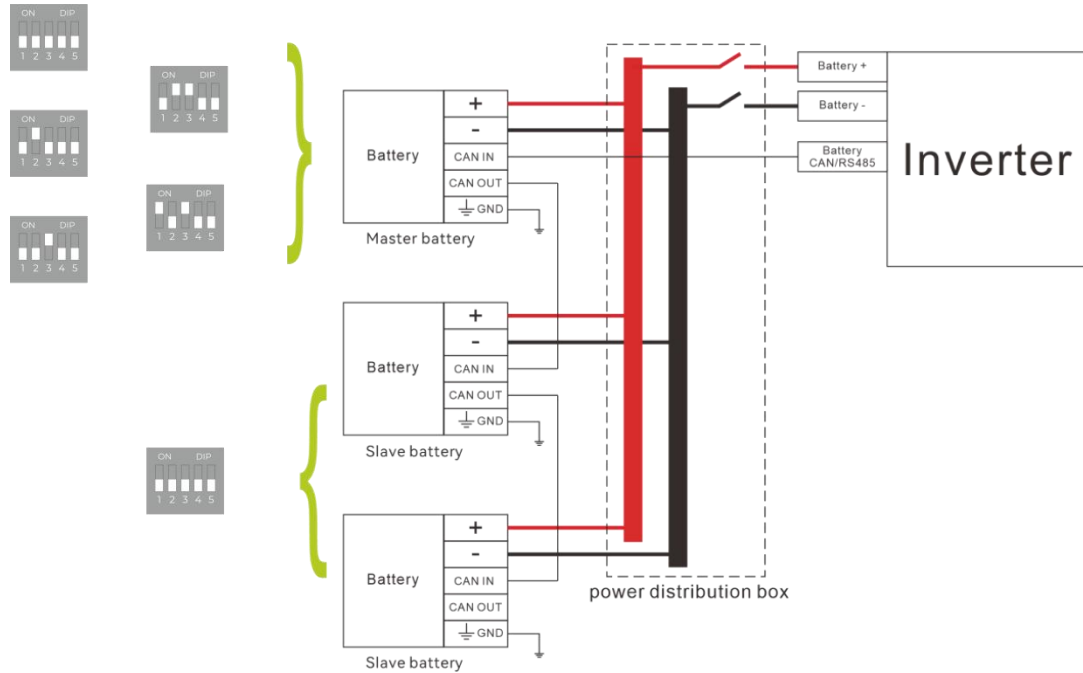 ON DIP
1 2 3 4 5
ON DIP
1 2 3 4 5
ON DIP
1 2 3 4 5
ON DIP
1 2 3 4 5
ON DIP
1 2 3 4 5
Battery
+
-
CAN IN
CAN OUT
GND
Master battery
Battery +
Battery -
Battery
CAN/RS485
Inverter
Battery
+
-
CAN IN
CAN OUT
GND
Slave battery
ON DIP
1 2 3 4 5
Battery
+
-
CAN IN
CAN OUT
GND
Slave battery
power distribution box